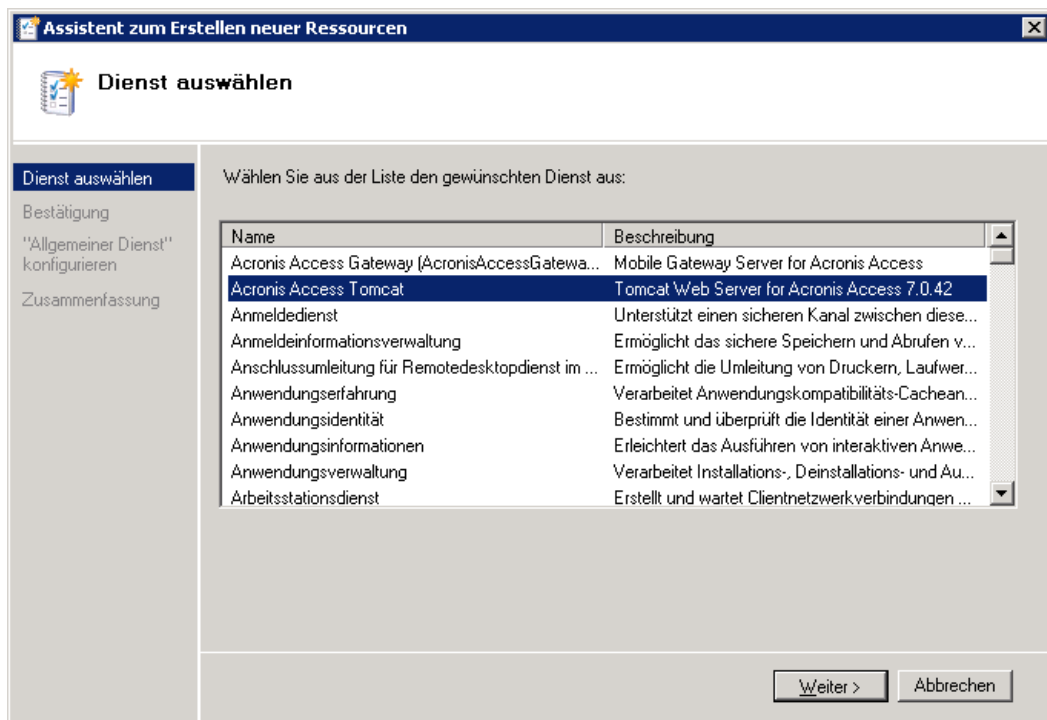 Assistent zum Erstellen neuer Ressourcen
Dienst auswählen
Dienst auswählen
Bestätigung
"Allgemeiner Dienst"
konfigurieren
Zusammenfassung
Wählen Sie aus der Liste den gewünschten Dienst aus:
Name Beschreibung
Acronis Access Gateway (AcronisAccessGatewa... Mobile Gateway Server for Acronis Access
Acronis Access Tomcat Tomcat Web Server for Acronis Access 7.0.42
Anmeldedienst Unterstützt einen sicheren Kanal zwischen diese...
Anmeldeinformationsverwaltung Ermöglicht das sichere Speichern und Abrufen v...
Anschlussumleitung für Remotedesktopdienst im ... Ermöglicht die Umleitung von Druckern, Laufwer...
Anwendungserfahrung Verarbeitet Anwendungskompatibilitäts-Cachean...
Anwendungsidentität Bestimmt und überprüft die Identität einer Anwen...
Anwendungsinformationen Erleichtert das Ausführen von interaktiven Anwe...
Anwendungsverwaltung Verarbeitet Installations-, Deinstallations- und Au...
Arbeitsstationsdienst Erstellt und wartet Clientnetzwerkverbindungen ...
Weiter > Abbrechen